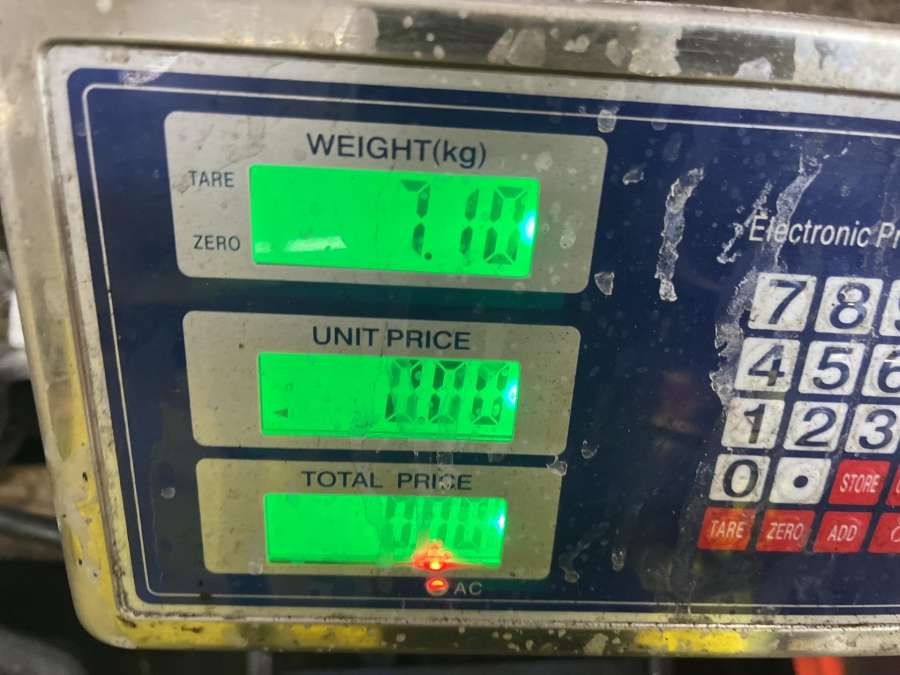 WEIGHT(kg)
TARE
7.10
ZERO
UNIT PRICE
0.00
TOTAL PRICE
AC
Electronic
7 8
4 5 6
1 2 3
0 . STORE
TARE ZERO ADD